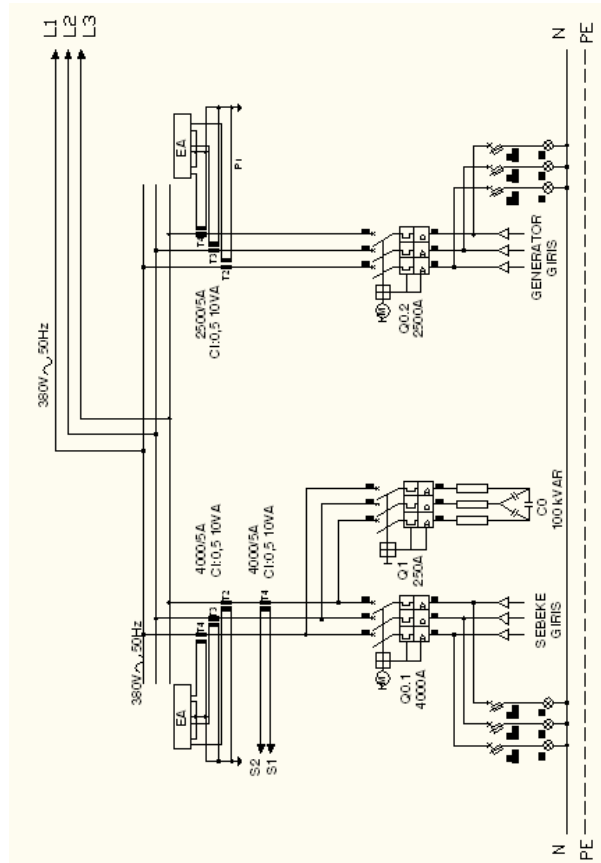 L1
L2
L3
380V 50Hz
N
PE
EA
T4
T3
T2
P1
2500/5A
Cl:0,5 10VA
Q0.2
2500A
GENERATOR
GIRIS
380V 50Hz
EA
T4
T3
T2
4000/5A
Cl:0,5 10VA
T4
4000/5A
Cl:0,5 10VA
S2
S1
Q0.1
4000A
SEBEKE
GIRIS
Q1
250A
C0
100 kVAR
N
PE